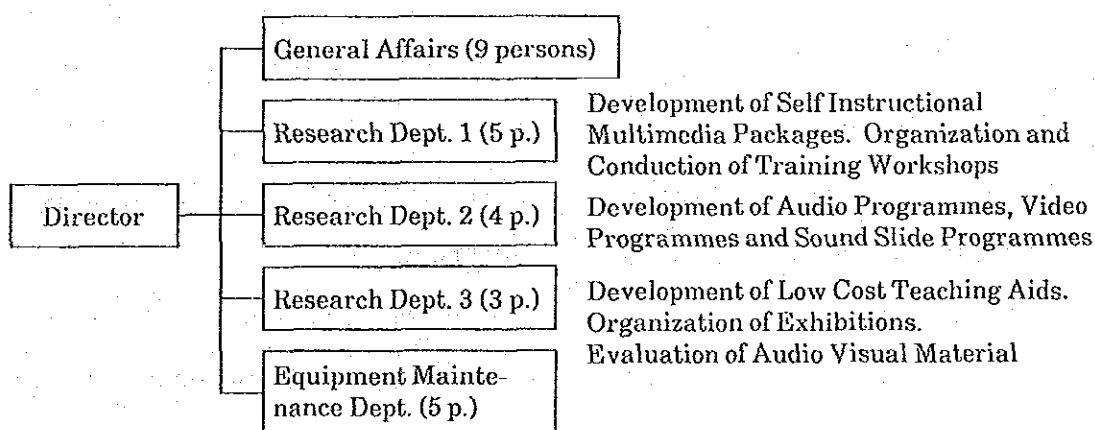 General Affairs (9 persons)
Research Dept. 1 (5 p.)
Development of Self Instructional
Multimedia Packages. Organization and
Conduction of Training Workshops
Director
Research Dept. 2 (4 p.)
Development of Audio Programmes, Video
Programmes and Sound Slide Programmes
Research Dept. 3 (3 p.)
Development of Low Cost Teaching Aids.
Organization of Exhibitions.
Evaluation of Audio Visual Material
Equipment Mainte-
nance Dept. (5 p.)